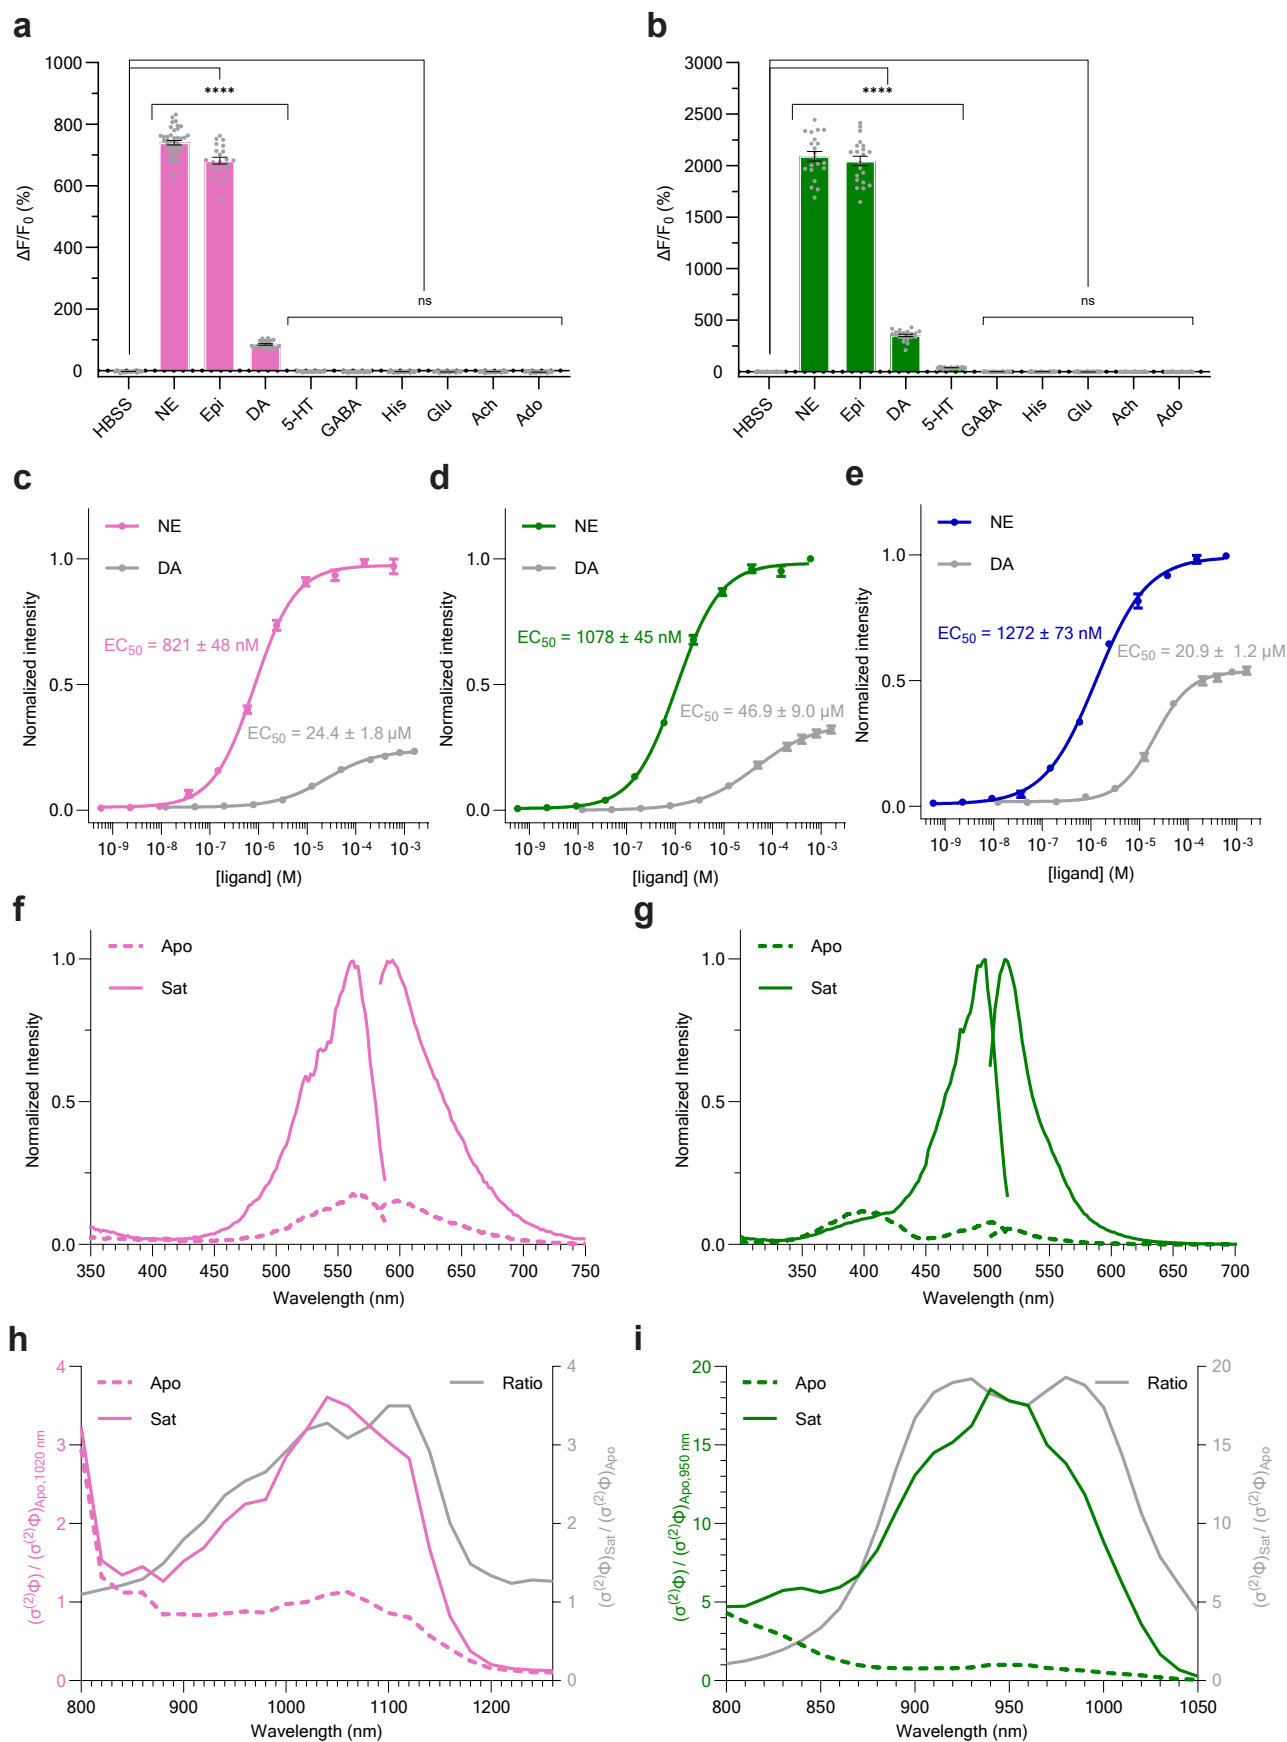 a
1000
800
600
400
200
0
ΔF/F0 (%)
****
ns
HBSS
NE
Epi
DA
5-HT
GABA
His
Glu
Ach
Ado
b
3000
2500
2000
1500
1000
500
0
ΔF/F0 (%)
****
ns
HBSS
NE
Epi
DA
5-HT
GABA
His
Glu
Ach
Ado
c
NE
DA
1.0
0.5
0.0
Normalized intensity
EC50 = 821 ± 48 nM
EC50 = 24.4 ± 1.8 µM
10-9 10-8 10-7 10-6 10-5 10-4 10-3
[ligand] (M)
d
NE
DA
1.0
0.5
0.0
Normalized intensity
EC50 = 1078 ± 45 nM
EC50 = 46.9 ± 9.0 µM
10-9 10-8 10-7 10-6 10-5 10-4 10-3
[ligand] (M)
e
NE
DA
1.0
0.5
0.0
Normalized intensity
EC50 = 1272 ± 73 nM
EC50 = 20.9 ± 1.2 µM
10-9 10-8 10-7 10-6 10-5 10-4 10-3
[ligand] (M)
f
Apo
Sat
1.0
0.5
0.0
Normalized Intensity
350 400 450 500 550 600 650 700 750
Wavelength (nm)
g
Apo
Sat
1.0
0.5
0.0
Normalized Intensity
350 400 450 500 550 600 650 700
Wavelength (nm)
h
Apo
Sat
Ratio
4
3
2
1
0
(σ(2)Φ) / (σ(2)Φ)Apo,1020 nm
4
3
2
1
0
(σ(2)Φ)Sat / (σ(2)Φ)Apo
800 900 1000 1100 1200
Wavelength (nm)
i
Apo
Sat
Ratio
20
15
10
5
0
(σ(2)Φ) / (σ(2)Φ)Apo,950 nm
20
15
10
5
0
(σ(2)Φ)Sat / (σ(2)Φ)Apo
800 850 900 950 1000 1050
Wavelength (nm)